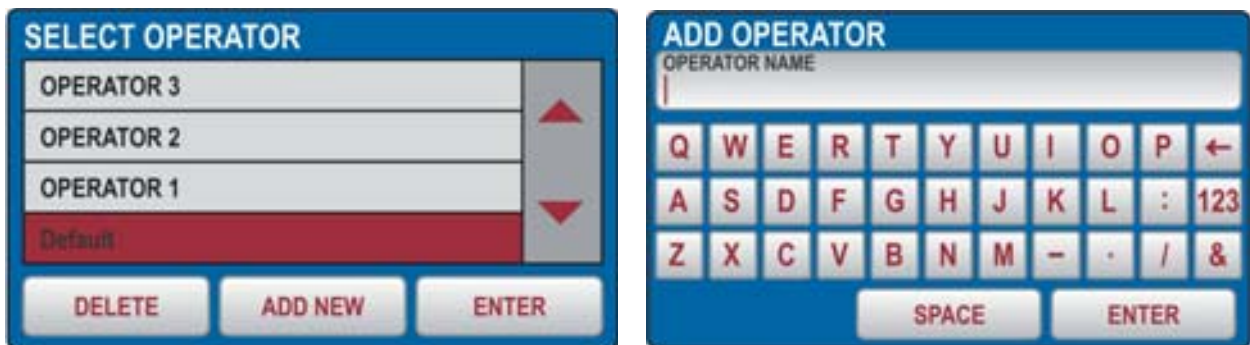 SELECT OPERATOR
OPERATOR 3
OPERATOR 2
OPERATOR 1
Default
DELETE ADD NEW ENTER
ADD OPERATOR
OPERATOR NAME
Q W E R T Y U I O P ←
A S D F G H J K L : 123
Z X C V B N M - . / &
SPACE ENTER